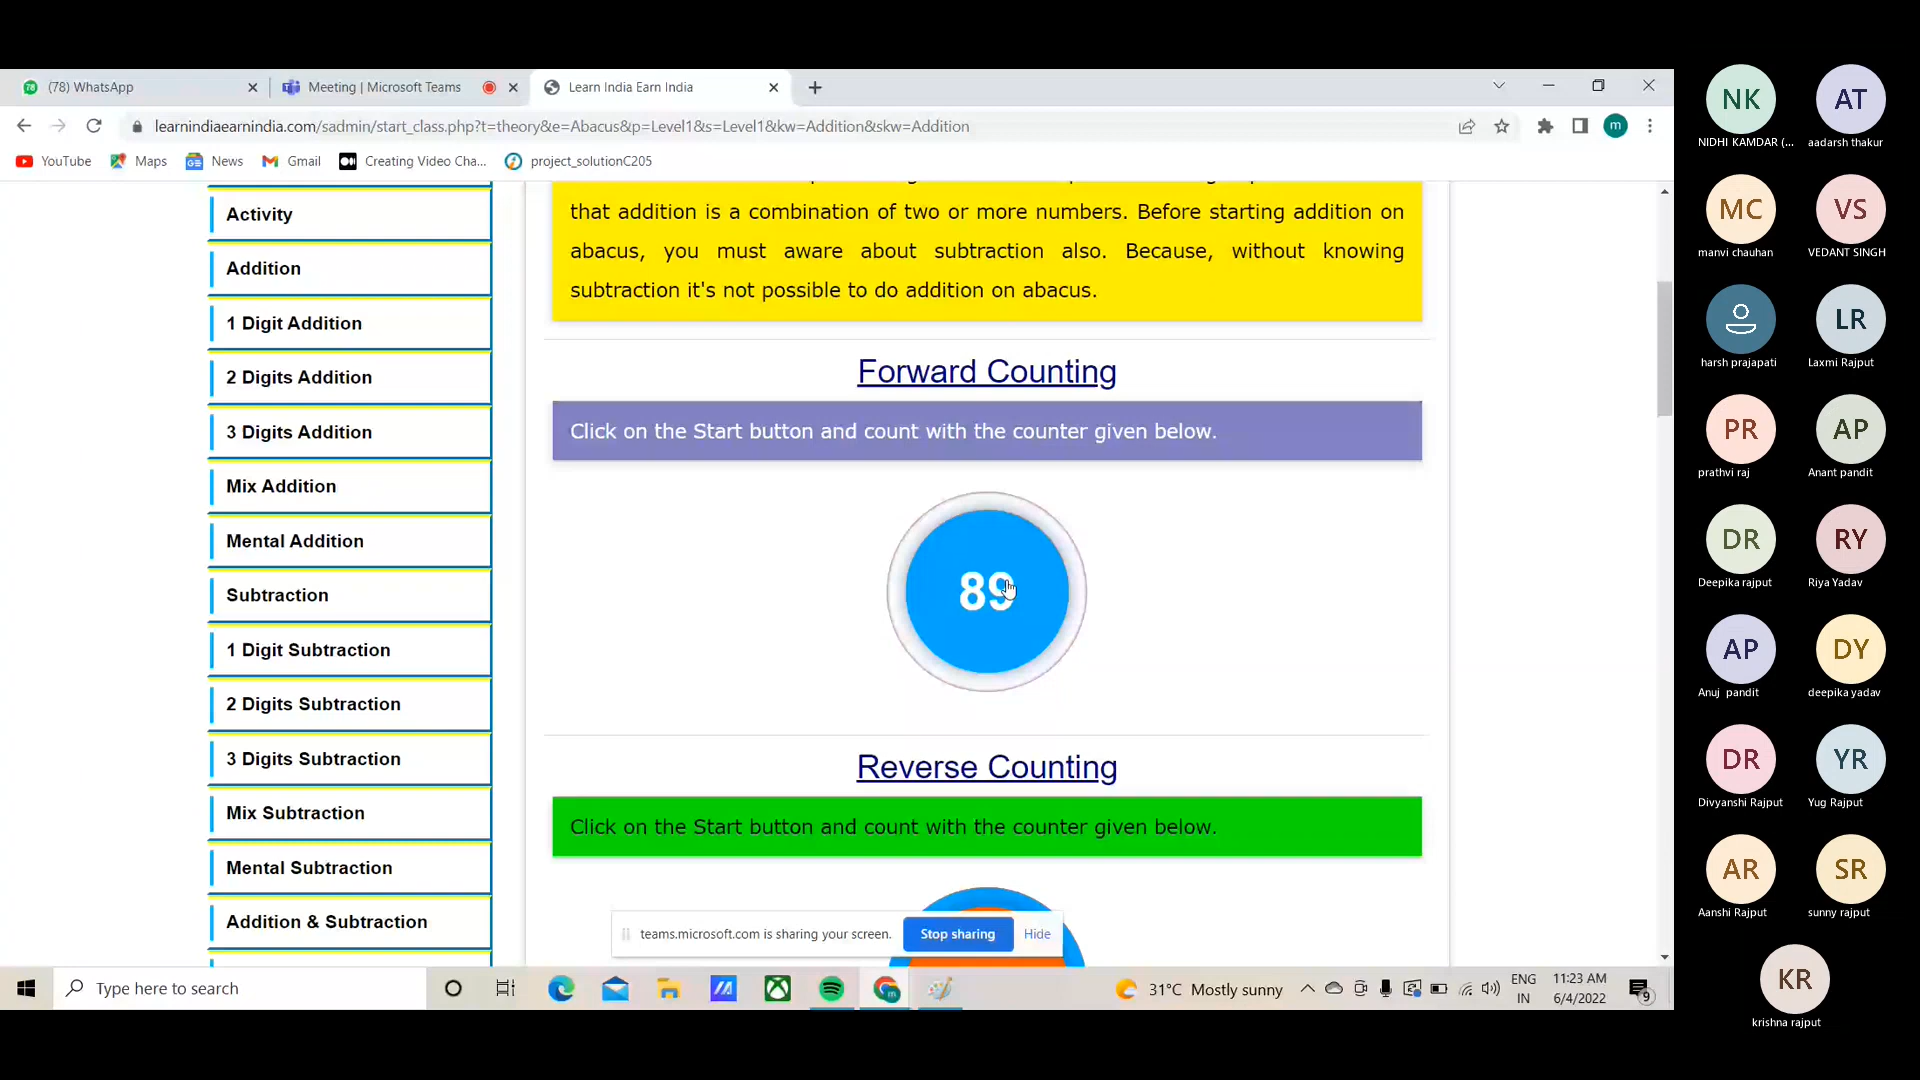 (78) WhatsApp
Meeting | Microsoft Teams
Learn India Earn India
learnindiaearnindia.com/sadmin/start_class.php?t=theory&e=Abacus&p=Level1&s=Level1&kw=Addition&skw=Addition
m
YouTube
Maps
News
Gmail
Creating Video Cha...
project_solutionC205
Activity
Addition
1 Digit Addition
2 Digits Addition
3 Digits Addition
Mix Addition
Mental Addition
Subtraction
1 Digit Subtraction
2 Digits Subtraction
3 Digits Subtraction
Mix Subtraction
Mental Subtraction
Addition & Subtraction
that addition is a combination of two or more numbers. Before starting addition on
abacus, you must aware about subtraction also. Because, without knowing
subtraction it's not possible to do addition on abacus.
Forward Counting
Click on the Start button and count with the counter given below.
89
Reverse Counting
Click on the Start button and count with the counter given below.
teams.microsoft.com is sharing your screen.
Stop sharing
Hide
Type here to search
31°C Mostly sunny
ENG
IN
11:23 AM
6/4/2022
9
NK
NIDHI KAMDAR (...
AT
aadarsh thakur
MC
manvi chauhan
VS
VEDANT SINGH
harsh prajapati
LR
Laxmi Rajput
PR
prathvi raj
AP
Anant pandit
DR
Deepika rajput
RY
Riya Yadav
AP
Anuj pandit
DY
deepika yadav
DR
Divyanshi Rajput
YR
Yug Rajput
AR
Aanshi Rajput
SR
sunny rajput
KR
krishna rajput